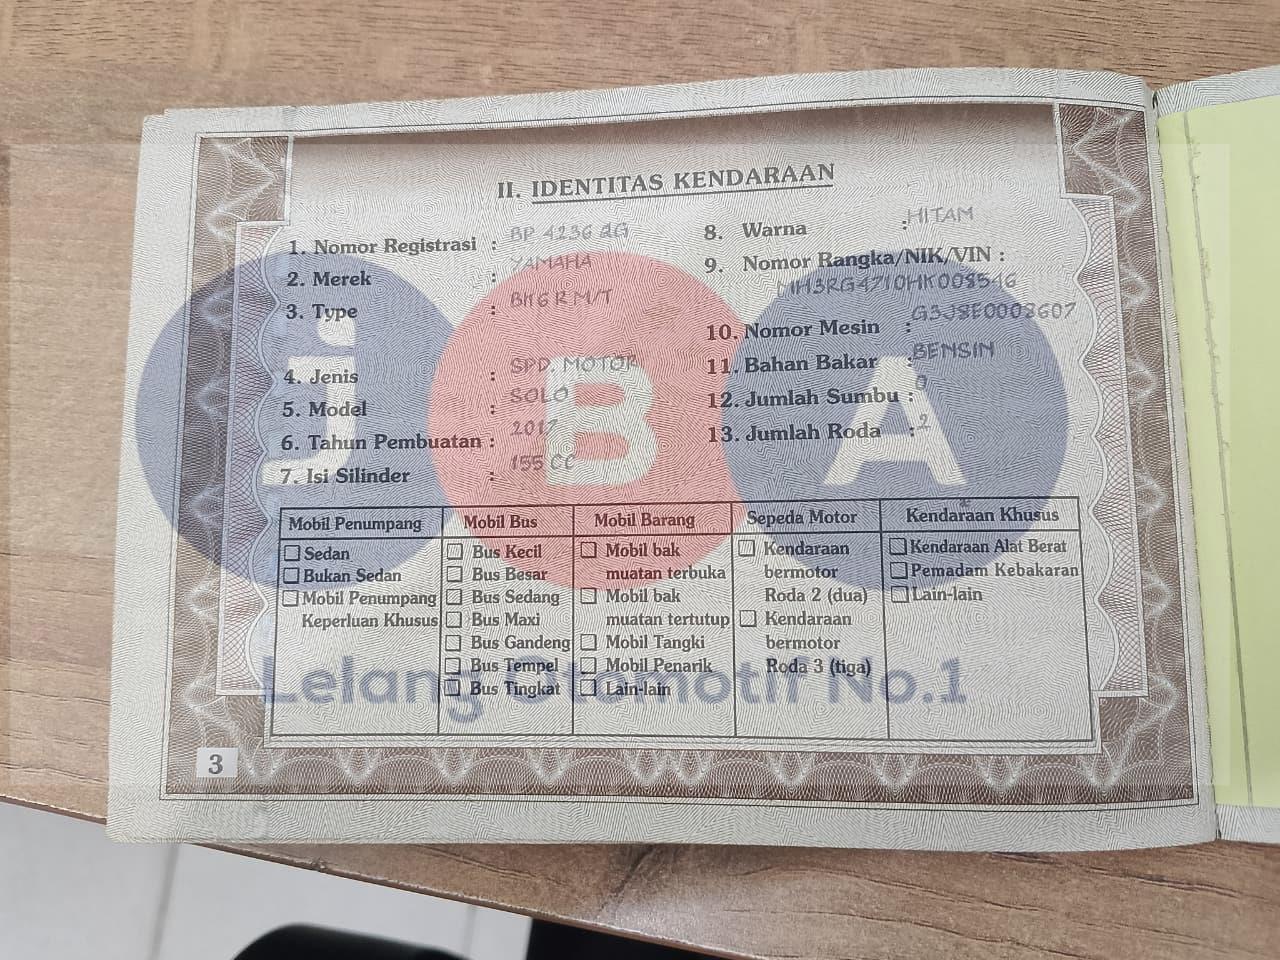 II. IDENTITAS KENDARAAN
1. Nomor Registrasi : BP 4236 QG
2. Merek : YAMAHA
3. Type : BK6 R M/T
4. Jenis : SPD. MOTOR
5. Model : SOLO
6. Tahun Pembuatan : 2017
7. Isi Silinder : 155 CC
8. Warna : HITAM
9. Nomor Rangka/NIK/VIN :
MH3RG4710HK008546
10. Nomor Mesin : G3J8E0008607
11. Bahan Bakar : BENSIN
12. Jumlah Sumbu : 0
13. Jumlah Roda : 2
Mobil Penumpang
Sedan
Bukan Sedan
Mobil Penumpang
Keperluan Khusus
Mobil Bus
Bus Kecil
Bus Besar
Bus Sedang
Bus Maxi
Bus Gandeng
Bus Tempel
Bus Tingkat
Mobil Barang
Mobil bak
muatan terbuka
Mobil bak
muatan tertutup
Mobil Tangki
Mobil Penarik
Lain-lain
Sepeda Motor
Kendaraan
bermotor
Roda 2 (dua)
Kendaraan
bermotor
Roda 3 (tiga)
Kendaraan Khusus
Kendaraan Alat Berat
Pemadam Kebakaran
Lain-lain
3
jBA
Lelang Otomotif No.1